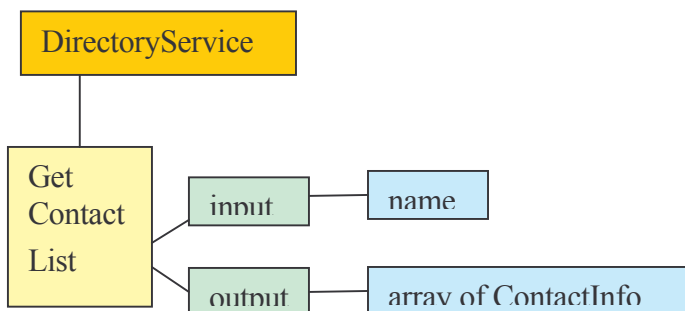 DirectoryService
Get
Contact
List
input
name
output
array of ContactInfo